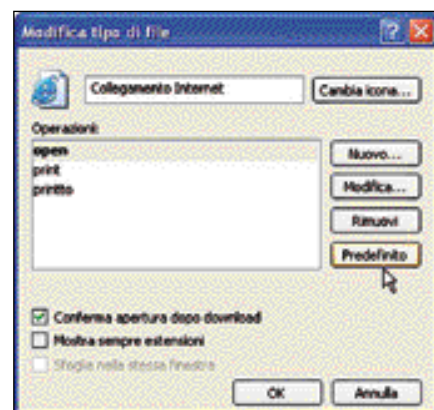 Modifica tipo di file
Collegamento Internet
Cambia icona...
Operazioni:
open
print
printto
Nuovo...
Modifica...
Rimuovi
Predefinito
Conferma apertura dopo download
Mostra sempre estensioni
Sfoglia nella stessa finestra
OK
Annulla